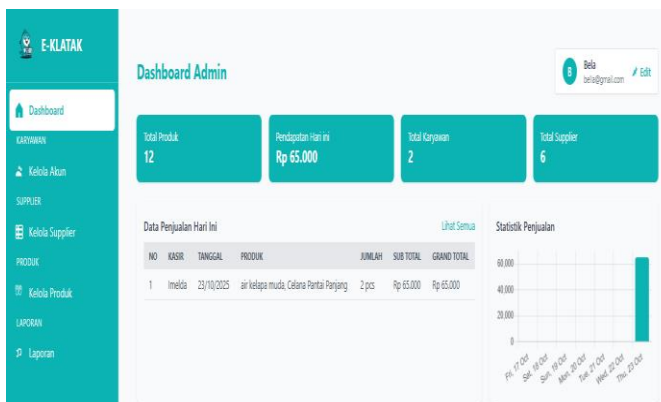 E-KLATAK
Dashboard
KARYAWAN
Kelola Akun
SUPPLIER
Kelola Supplier
PRODUK
Kelola Produk
LAPORAN
Laporan
Dashboard Admin
B
Bela
bela@gmail.com
Edit
Total Produk
12
Pendapatan Hari ini
Rp 65.000
Total Karyawan
2
Total Supplier
6
Data Penjualan Hari Ini
Lihat Semua
NO KASIR TANGGAL PRODUK JUMLAH SUB TOTAL GRAND TOTAL
1 Imelda 23/10/2025 air kelapa muda, Celana Pantai Panjang 2 pcs Rp 65.000 Rp 65.000
Statistik Penjualan
60,000
40,000
20,000
0
Fri, 17 Oct
Sat, 18 Oct
Sun, 19 Oct
Mon, 20 Oct
Tue, 21 Oct
Wed, 22 Oct
Thu, 23 Oct